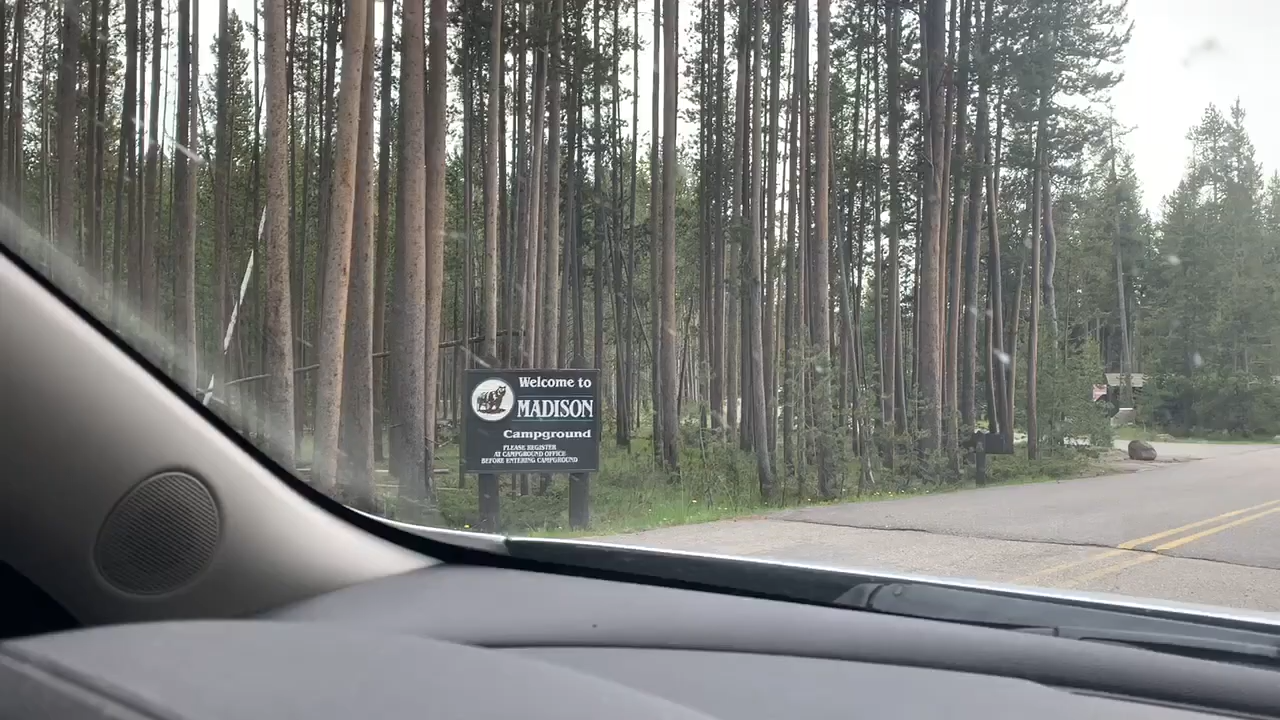 Welcome to
MADISON
Campground
PLEASE REGISTER
AT CAMPGROUND OFFICE
BEFORE ENTERING CAMPGROUND